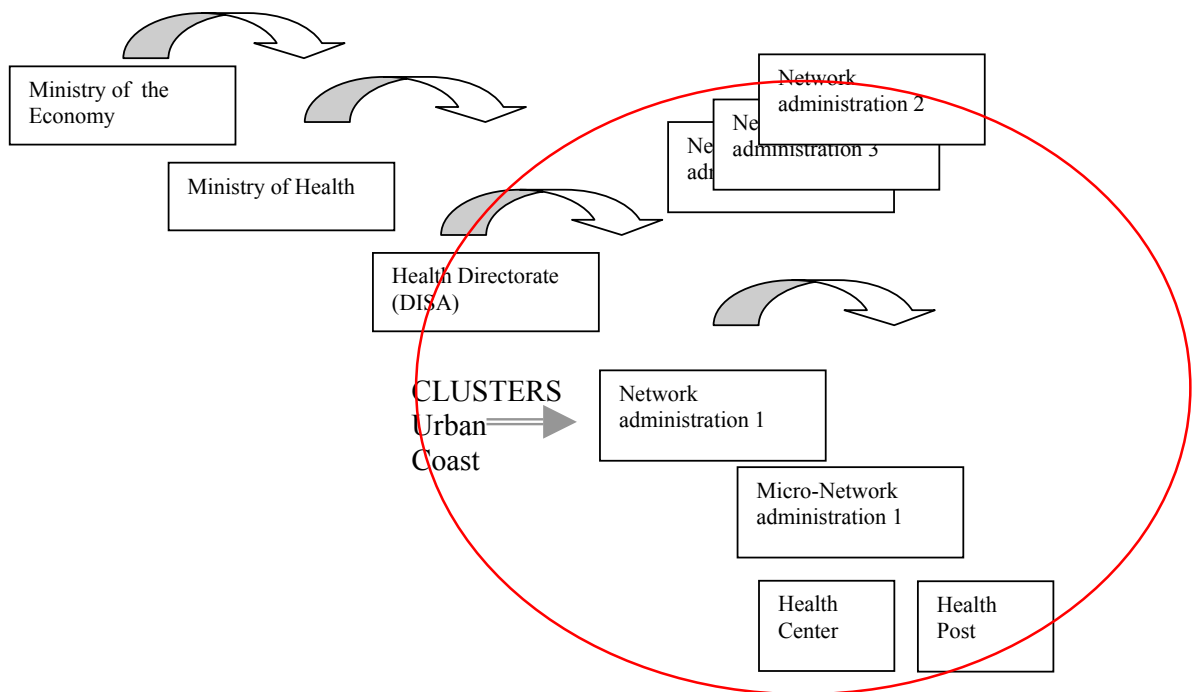 Ministry of the
Economy
Ministry of Health
Health Directorate
(DISA)
Network
administration 2
administration 3
CLUSTERS
Urban
Coast
Network
administration 1
Micro-Network
administration 1
Health
Center
Health
Post